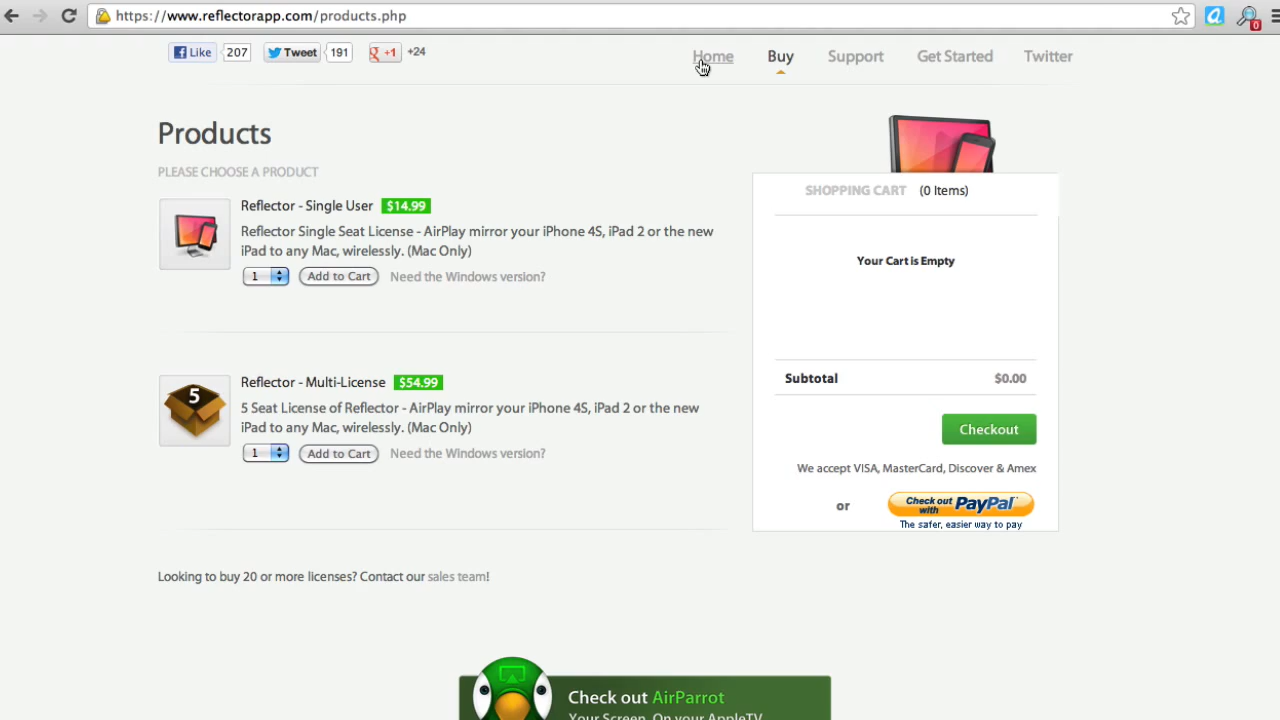 https://www.reflectorapp.com/products.php
0
Like 207 Tweet 191 +1 +24
Home Buy Support Get Started Twitter
Products
PLEASE CHOOSE A PRODUCT
Reflector - Single User $14.99
Reflector Single Seat License - AirPlay mirror your iPhone 4S, iPad 2 or the new
iPad to any Mac, wirelessly. (Mac Only)
1 Add to Cart Need the Windows version?
5
Reflector - Multi-License $54.99
5 Seat License of Reflector - AirPlay mirror your iPhone 4S, iPad 2 or the new
iPad to any Mac, wirelessly. (Mac Only)
1 Add to Cart Need the Windows version?
Looking to buy 20 or more licenses? Contact our sales team!
SHOPPING CART (0 Items)
Your Cart is Empty
Subtotal $0.00
Checkout
We accept VISA, MasterCard, Discover & Amex
or Check out with PayPal
The safer, easier way to pay
Check out AirParrot
Your Screen. On your AppleTV